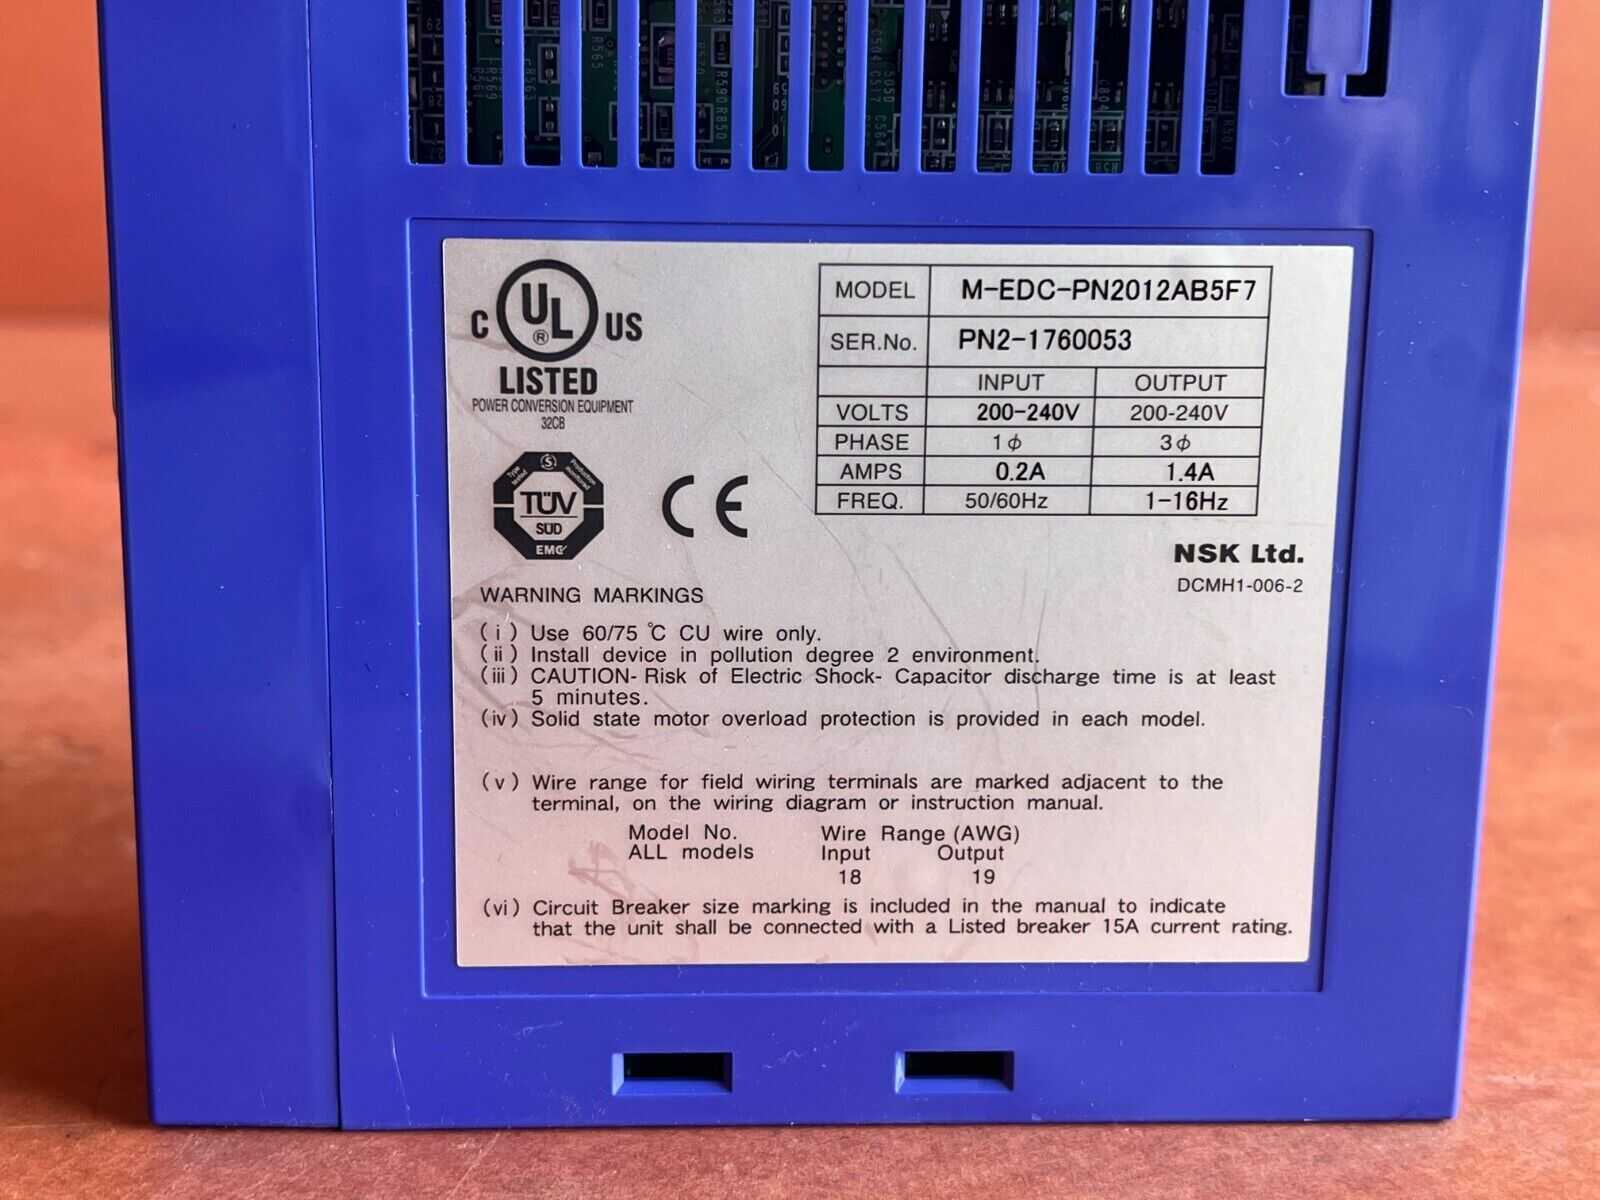 R565
R563
R569
R561
C UL ® US
LISTED
POWER CONVERSION EQUIPMENT
32CB
TÜV
SÜD
EMC
CE
MODEL M-EDC-PN2012AB5F7
SER.No. PN2-1760053
INPUT OUTPUT
VOLTS 200-240V 200-240V
PHASE 1φ 3φ
AMPS 0.2A 1.4A
FREQ. 50/60Hz 1-16Hz
NSK Ltd.
DCMH1-006-2
WARNING MARKINGS
(i) Use 60/75 ℃ CU wire only.
(ii) Install device in pollution degree 2 environment.
(iii) CAUTION- Risk of Electric Shock- Capacitor discharge time is at least
5 minutes.
(iv) Solid state motor overload protection is provided in each model.
(v) Wire range for field wiring terminals are marked adjacent to the
terminal, on the wiring diagram or instruction manual.
Model No. Wire Range (AWG)
ALL models Input Output
18 19
(vi) Circuit Breaker size marking is included in the manual to indicate
that the unit shall be connected with a Listed breaker 15A current rating.